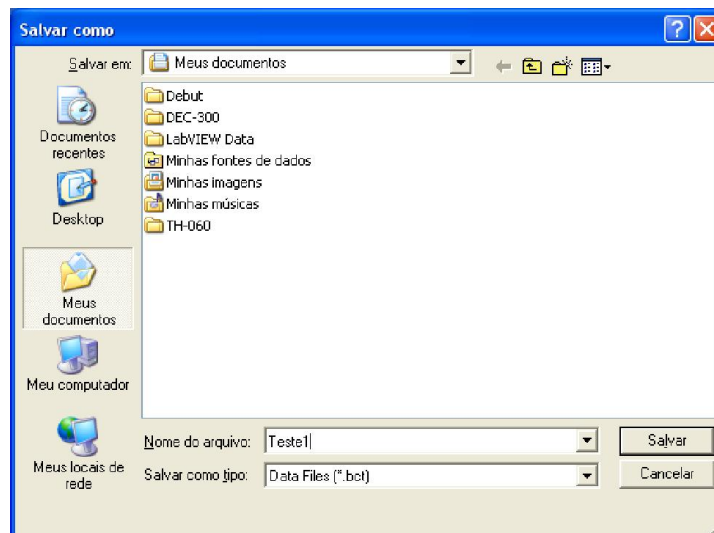 Salvar como
Salvar em: Meus documentos
Documentos
recentes
Desktop
Meus
documentos
Meu computador
Meus locais de
rede
Debut
DEC-300
LabVIEW Data
Minhas fontes de dados
Minhas imagens
Minhas músicas
TH-060
Nome do arquivo: Teste1 Salvar
Salvar como tipo: Data Files (*.bct) Cancelar